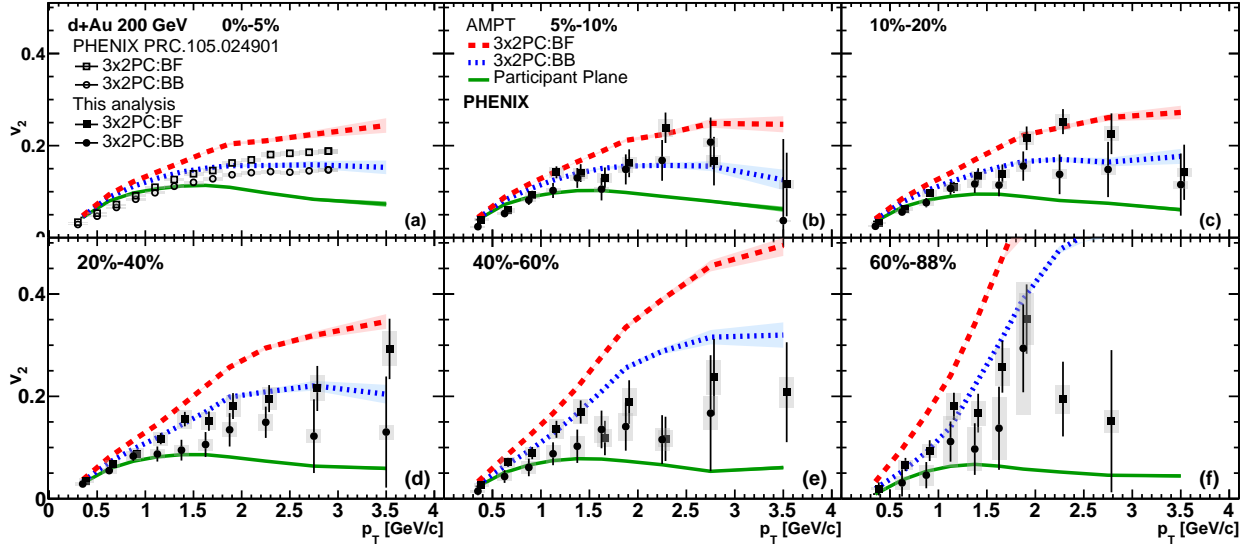 d+Au 200 GeV 0%-5%
PHENIX PRC.105.024901
3x2PC:BF
3x2PC:BB
This analysis
3x2PC:BF
3x2PC:BB
(a)
AMPT 5%-10%
3x2PC:BF
3x2PC:BB
Participant Plane
PHENIX
(b)
10%-20%
(c)
v2
0.4
0.2
0
20%-40%
(d)
40%-60%
(e)
60%-88%
(f)
v2
0.4
0.2
0
0 0.5 1 1.5 2 2.5 3 3.5 4
pT [GeV/c]
0.5 1 1.5 2 2.5 3 3.5 4
pT [GeV/c]
0.5 1 1.5 2 2.5 3 3.5 4
pT [GeV/c]